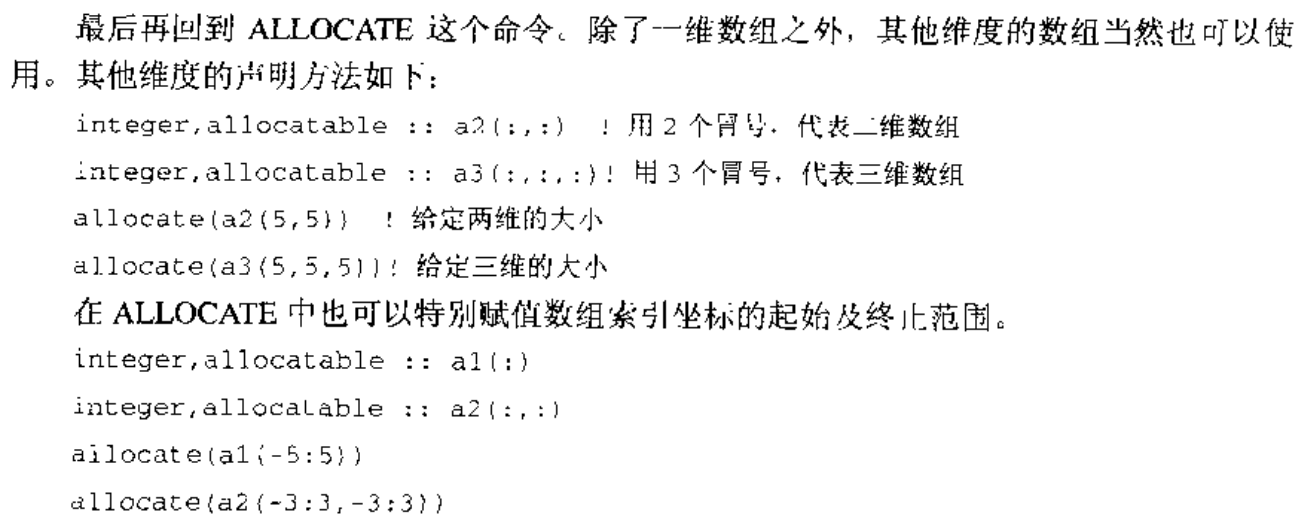 最后再回到 ALLOCATE 这个命令。除了一维数组之外，其他维度的数组当然也可以使
用。其他维度的声明方法如下：
integer,allocatable :: a2(:,:) ! 用 2 个冒号，代表二维数组
integer,allocatable :: a3(:,:,:)! 用 3 个冒号，代表三维数组
allocate(a2(5,5)) ! 给定两维的大小
allocate(a3(5,5,5))! 给定三维的大小
在 ALLOCATE 中也可以特别赋值数组索引坐标的起始及终止范围。
integer,allocatable :: a1(:)
integer,allocatable :: a2(:,:)
allocate(a1(-5:5))
allocate(a2(-3:3,-3:3))